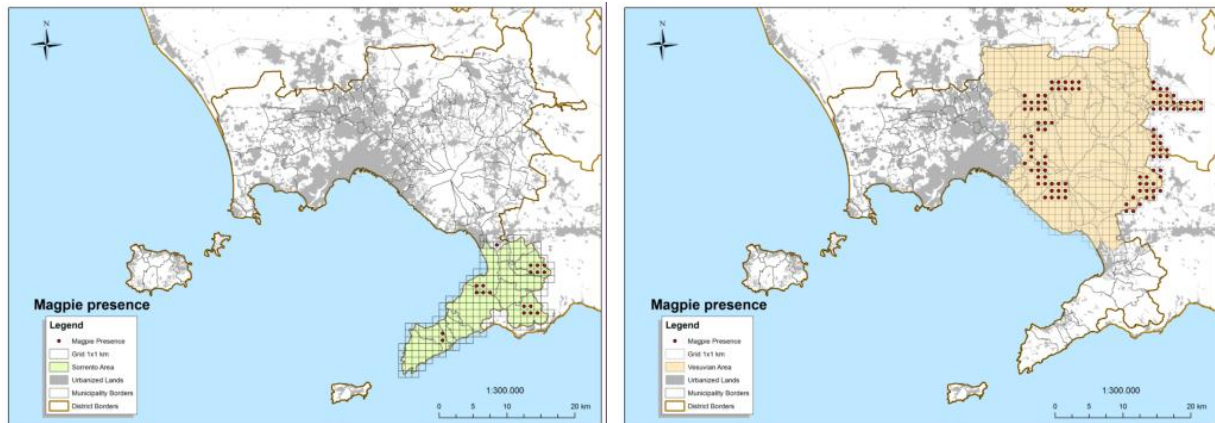 N
Magpie presence
Legend
Magpie Presence
Grid 1x1 km
Sorrento Area
Urbanized Lands
Municipality Borders
District Borders
1:300.000
0 5 10 20 km
N
Magpie presence
Legend
Magpie Presence
Grid 1x1 km
Vesuvian Area
Urbanized Lands
Municipality Borders
District Borders
1:300.000
0 5 10 20 km